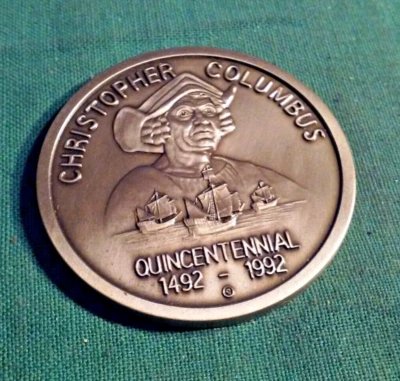 CHRISTOPHER COLUMBUS
QUINCENTENNIAL
1492 - 1992